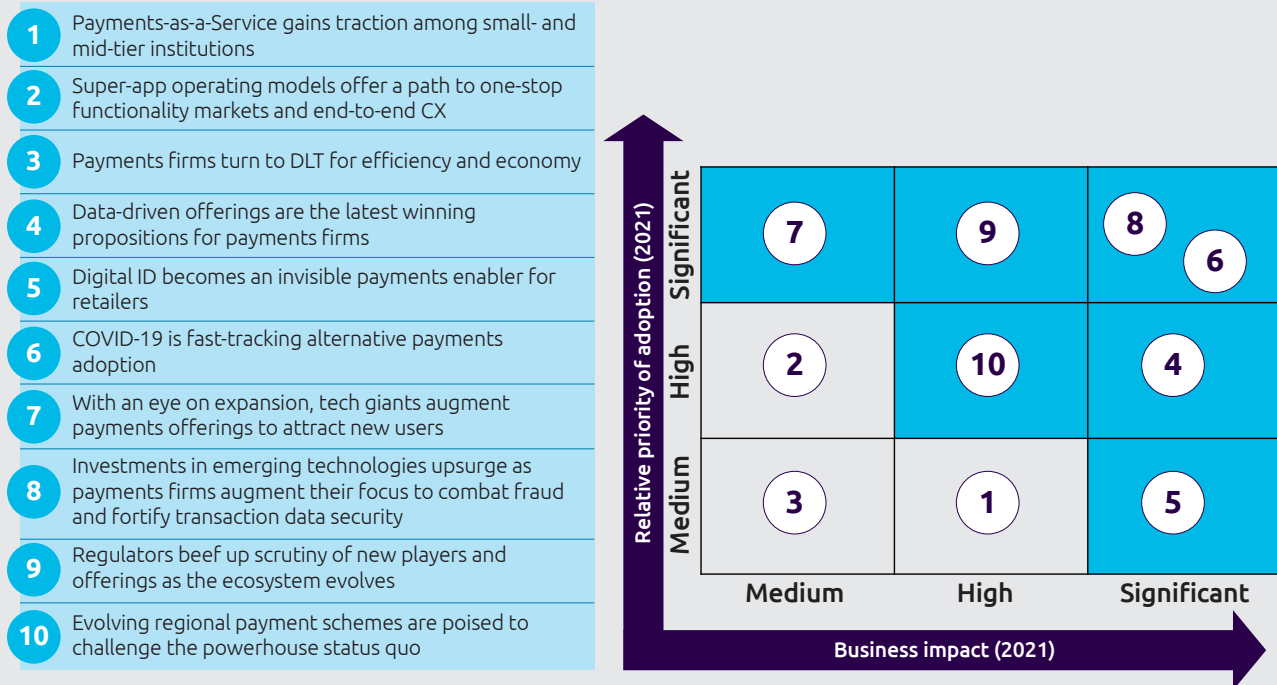 1
Payments-as-a-Service gains traction among small- and
mid-tier institutions
2
Super-app operating models offer a path to one-stop
functionality markets and end-to-end CX
3
Payments firms turn to DLT for efficiency and economy
4
Data-driven offerings are the latest winning
propositions for payments firms
5
Digital ID becomes an invisible payments enabler for
retailers
6
COVID-19 is fast-tracking alternative payments
adoption
7
With an eye on expansion, tech giants augment
payments offerings to attract new users
8
Investments in emerging technologies upsurge as
payments firms augment their focus to combat fraud
and fortify transaction data security
9
Regulators beef up scrutiny of new players and
offerings as the ecosystem evolves
10
Evolving regional payment schemes are poised to
challenge the powerhouse status quo
Relative priority of adoption (2021)
Significant
7
9
8
6
High
2
10
4
Medium
3
1
5
Medium
High
Significant
Business impact (2021)